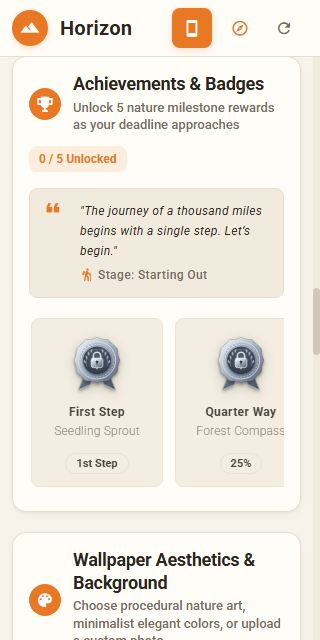 Horizon
Achievements & Badges
Unlock 5 nature milestone rewards
as your deadline approaches
0 / 5 Unlocked
"The journey of a thousand miles
begins with a single step. Let's
begin."
Stage: Starting Out
First Step
Seedling Sprout
1st Step
Quarter Way
Forest Compass
25%
Wallpaper Aesthetics &
Background
Choose procedural nature art,
minimalist elegant colors, or upload
a custom photo